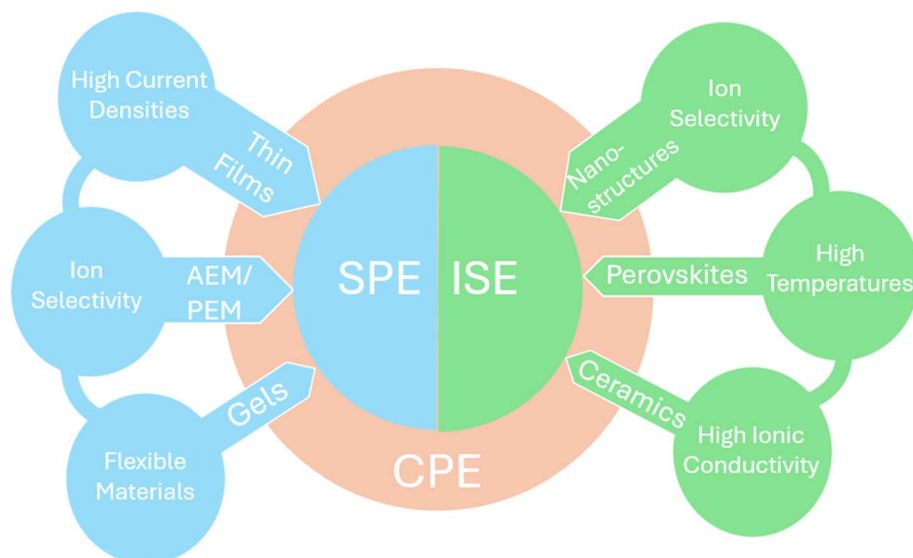 High Current
Densities
Thin
Films
Ion
Selectivity
AEM/
PEM
Flexible
Materials
Gels
SPE
ISE
CPE
Ion
Selectivity
Nano-
structures
High
Temperatures
Perovskites
High Ionic
Conductivity
Ceramics